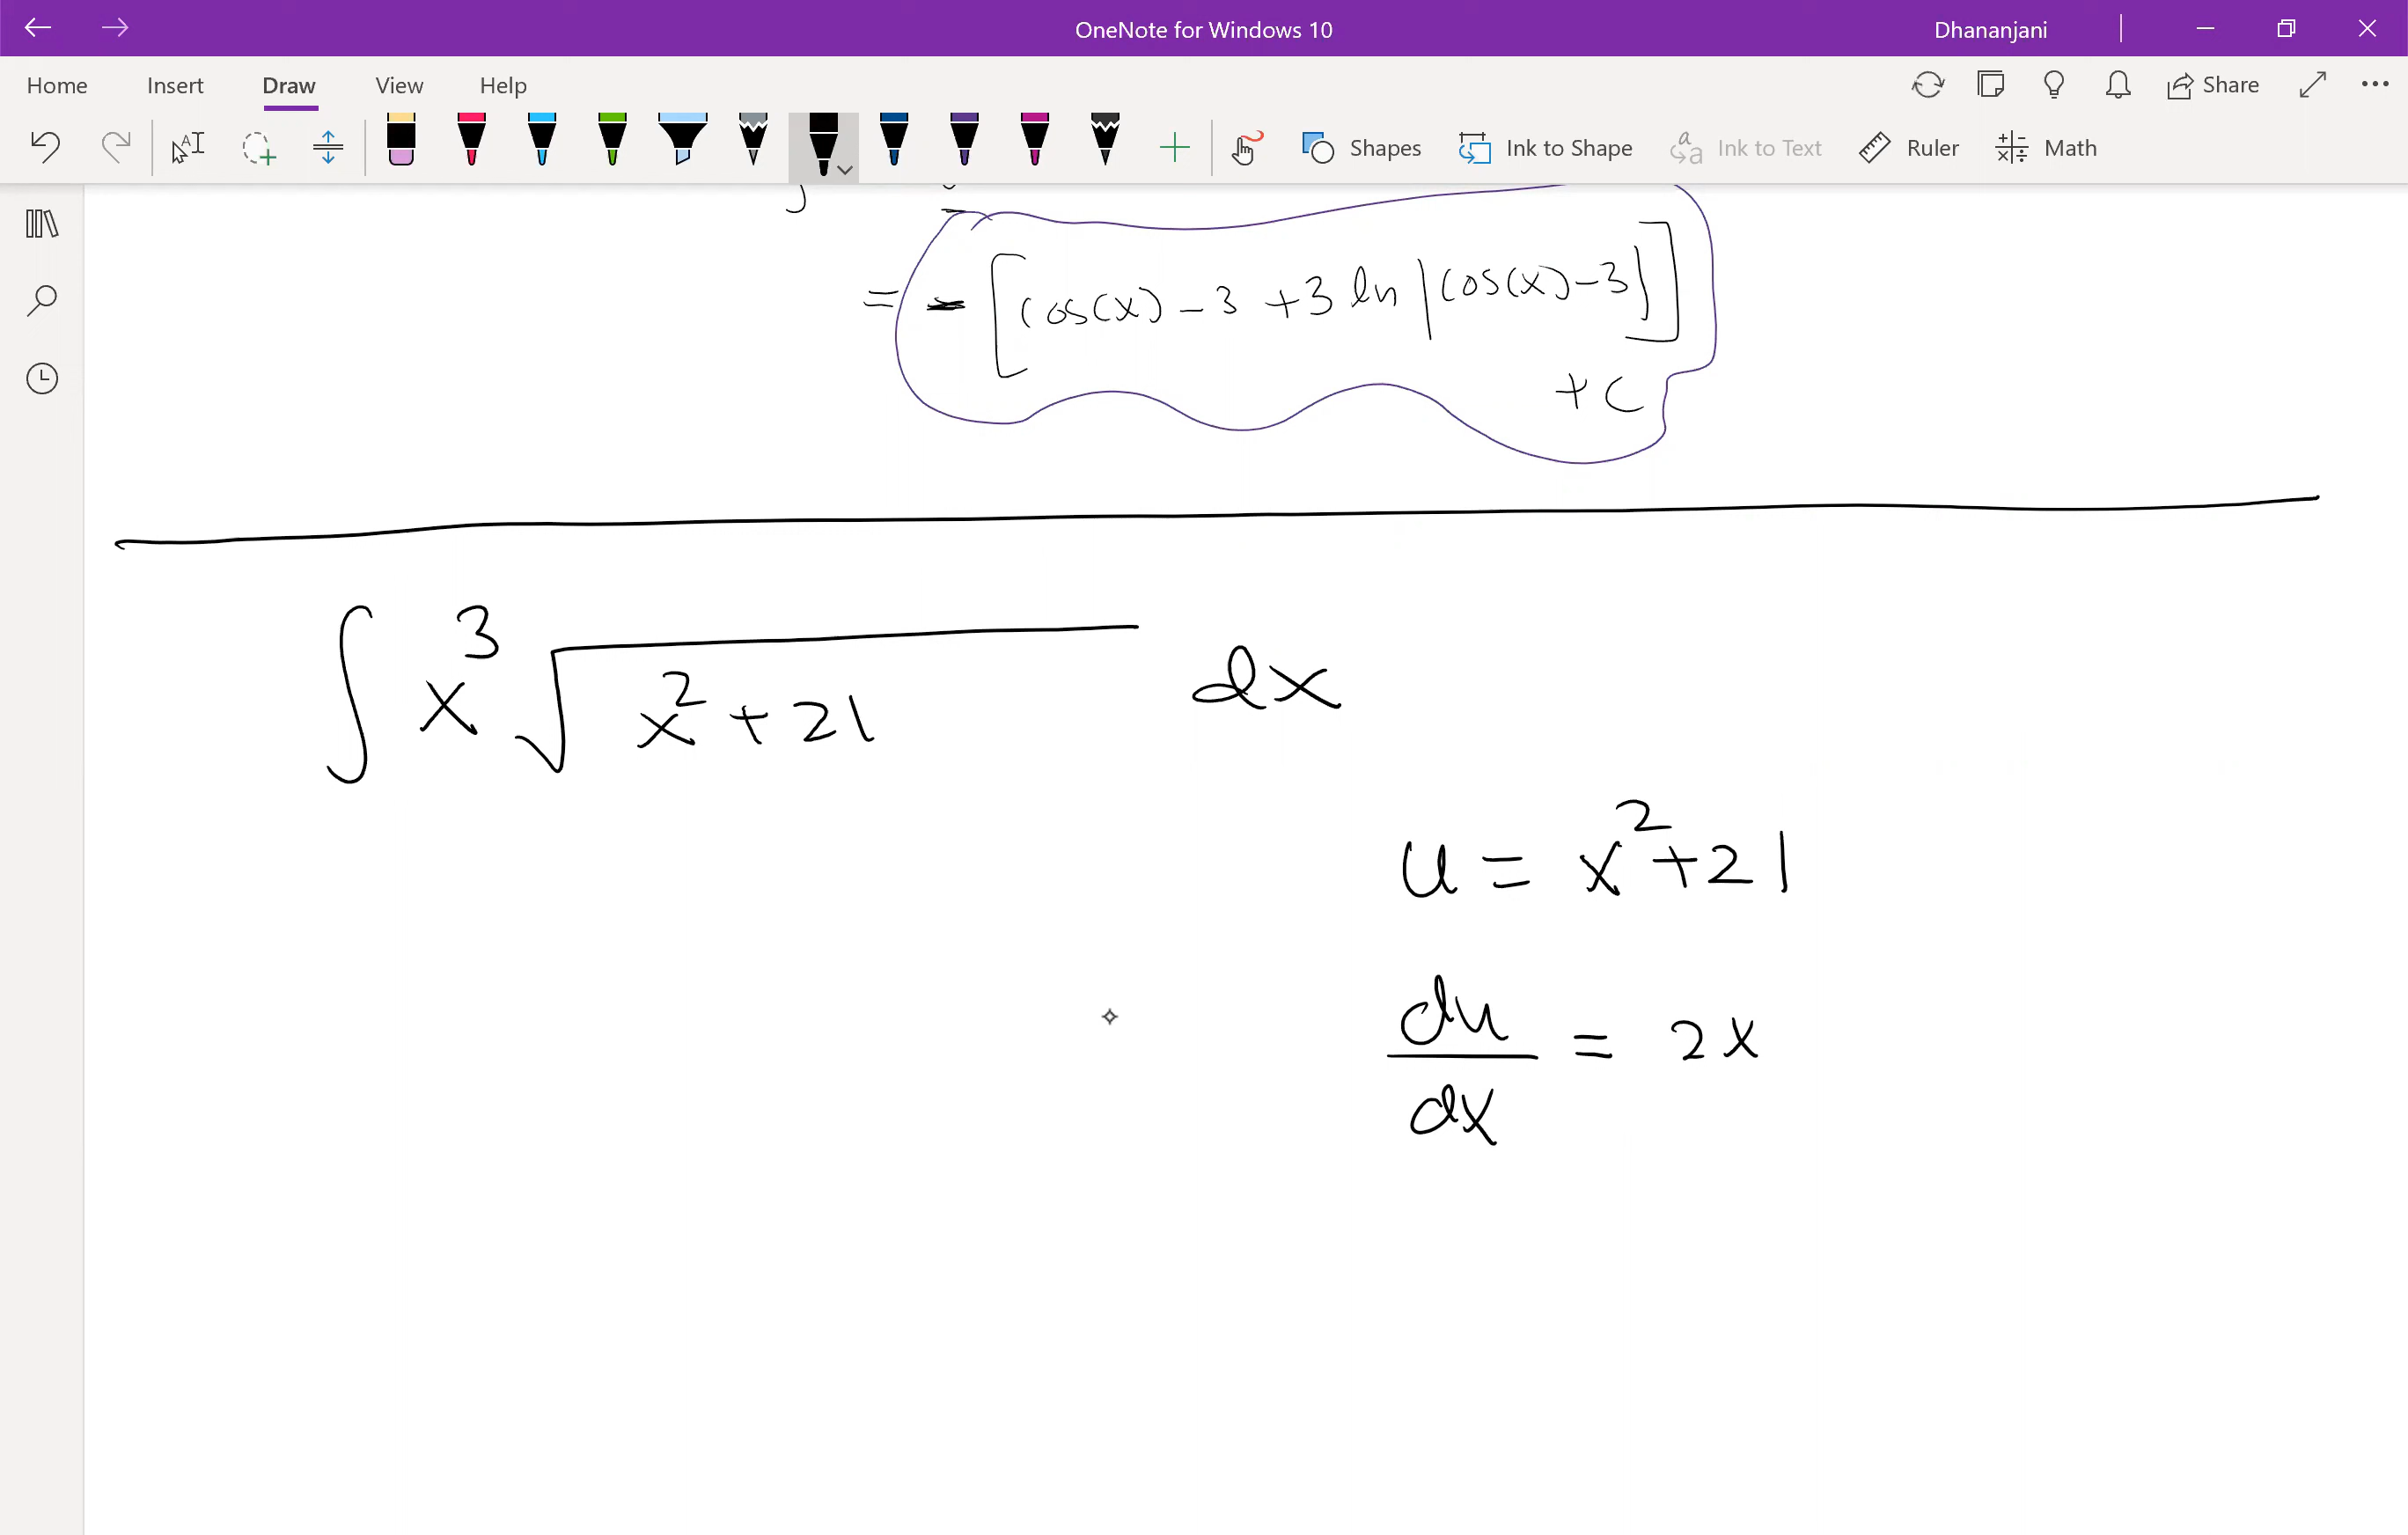 OneNote for Windows 10
Dhananjani
Home Insert Draw View Help
Share
Shapes Ink to Shape Ink to Text Ruler Math
= - [cos(x) - 3 + 3 ln |cos(x) - 3|]
+ C
∫ x³ √(x² + 21) dx
u = x² + 21
du/dx = 2x